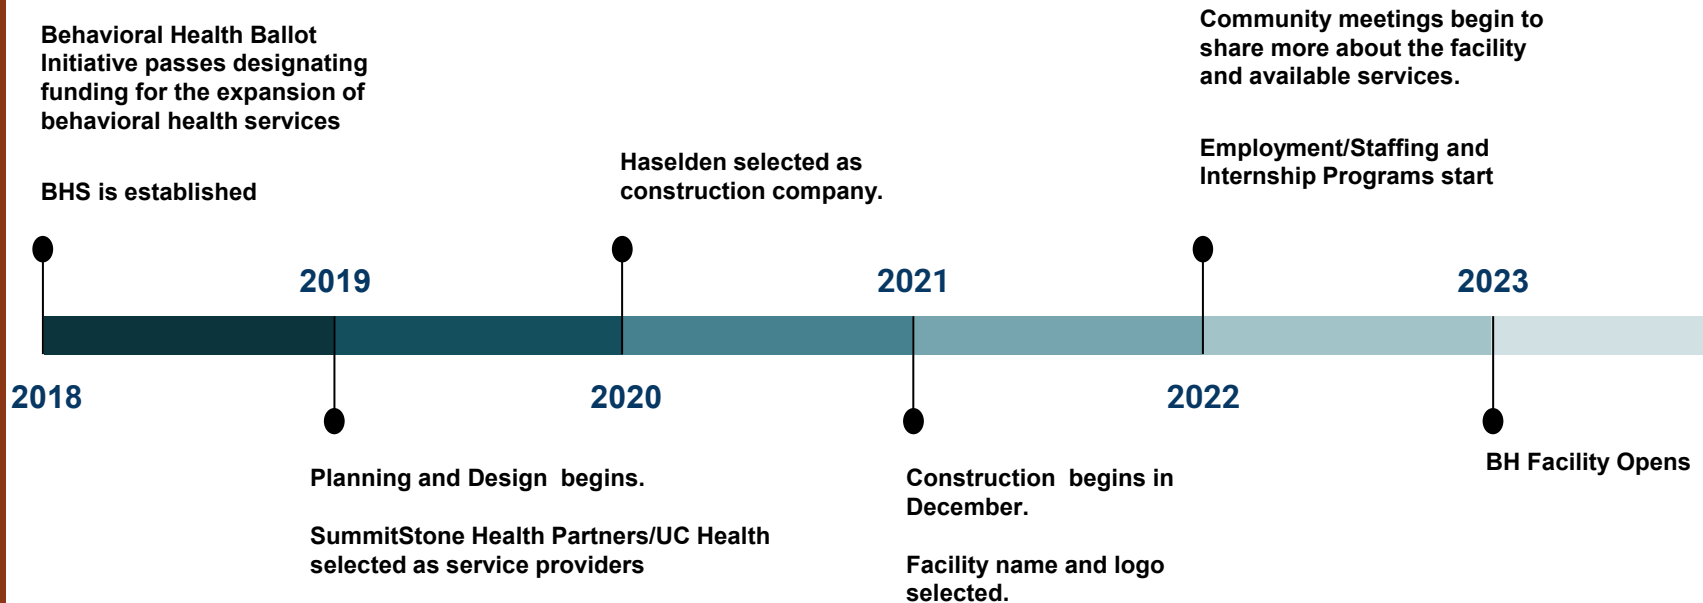 Behavioral Health Ballot
Initiative passes designating
funding for the expansion of
behavioral health services
BHS is established
2018
2019
Planning and Design  begins.
SummitStone Health Partners/UC Health
selected as service providers
Haselden selected as
construction company.
2020
2021
Construction  begins in
December.
Facility name and logo
selected.
Community meetings begin to
share more about the facility
and available services.
Employment/Staffing and
Internship Programs start
2022
2023
BH Facility Opens